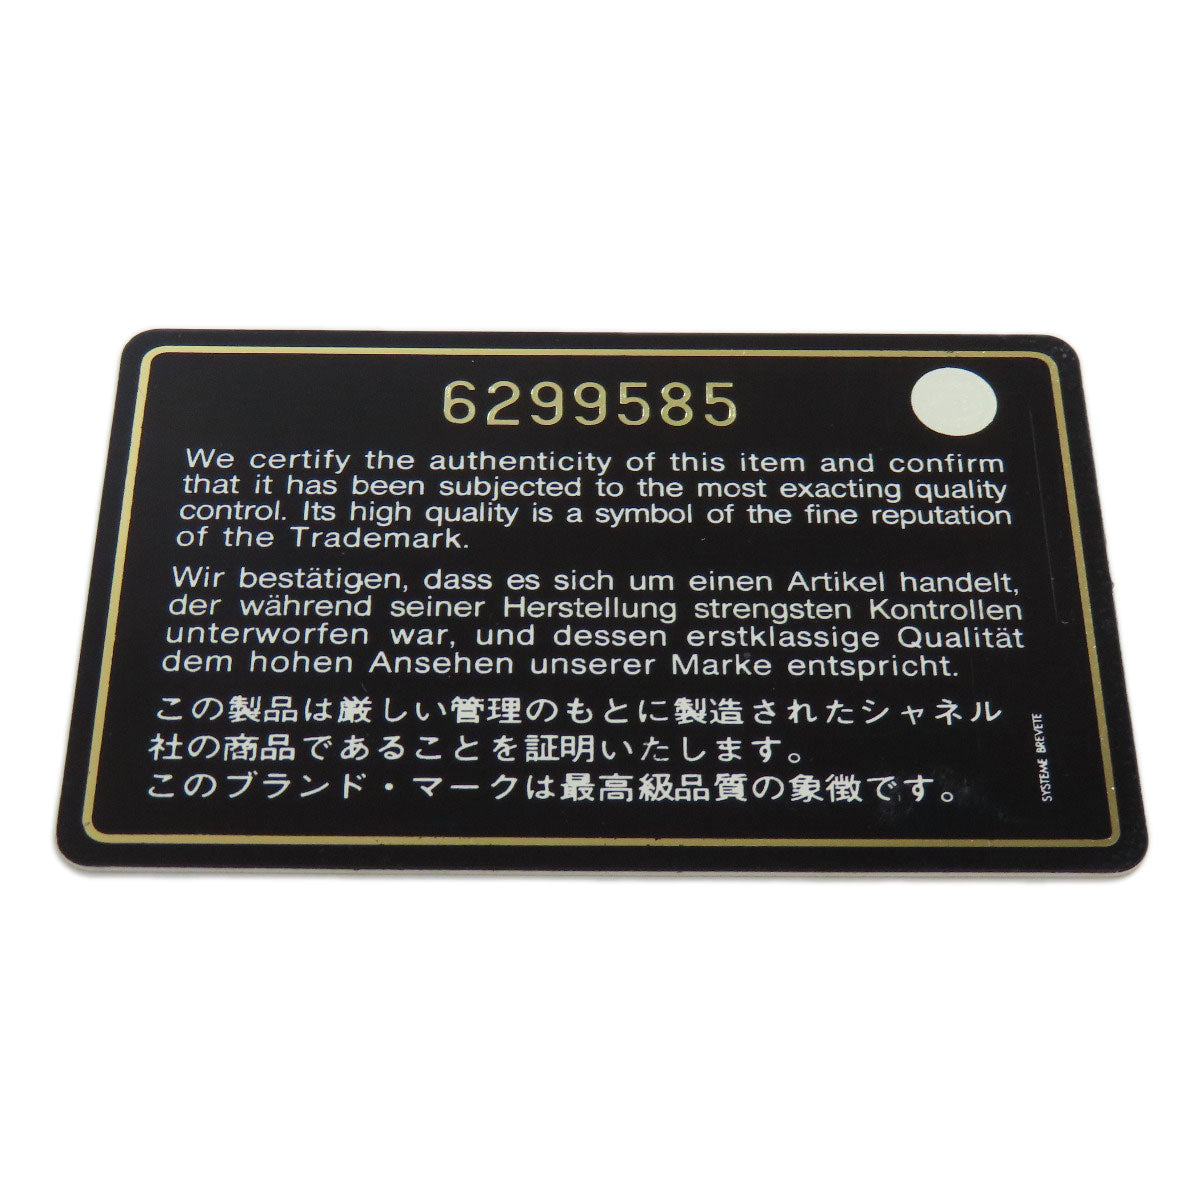 6299585
We certify the authenticity of this item and confirm
that it has been subjected to the most exacting quality
control. Its high quality is a symbol of the fine reputation
of the Trademark.
Wir bestätigen, dass es sich um einen Artikel handelt,
der während seiner Herstellung strengsten Kontrollen
unterworfen war, und dessen erstklassige Qualität
dem hohen Ansehen unserer Marke entspricht.
この製品は厳しい管理のもとに製造されたシャネル
社の商品であることを証明いたします。
このブランド・マークは最高級品質の象徴です。
SYSTEME BREVETE